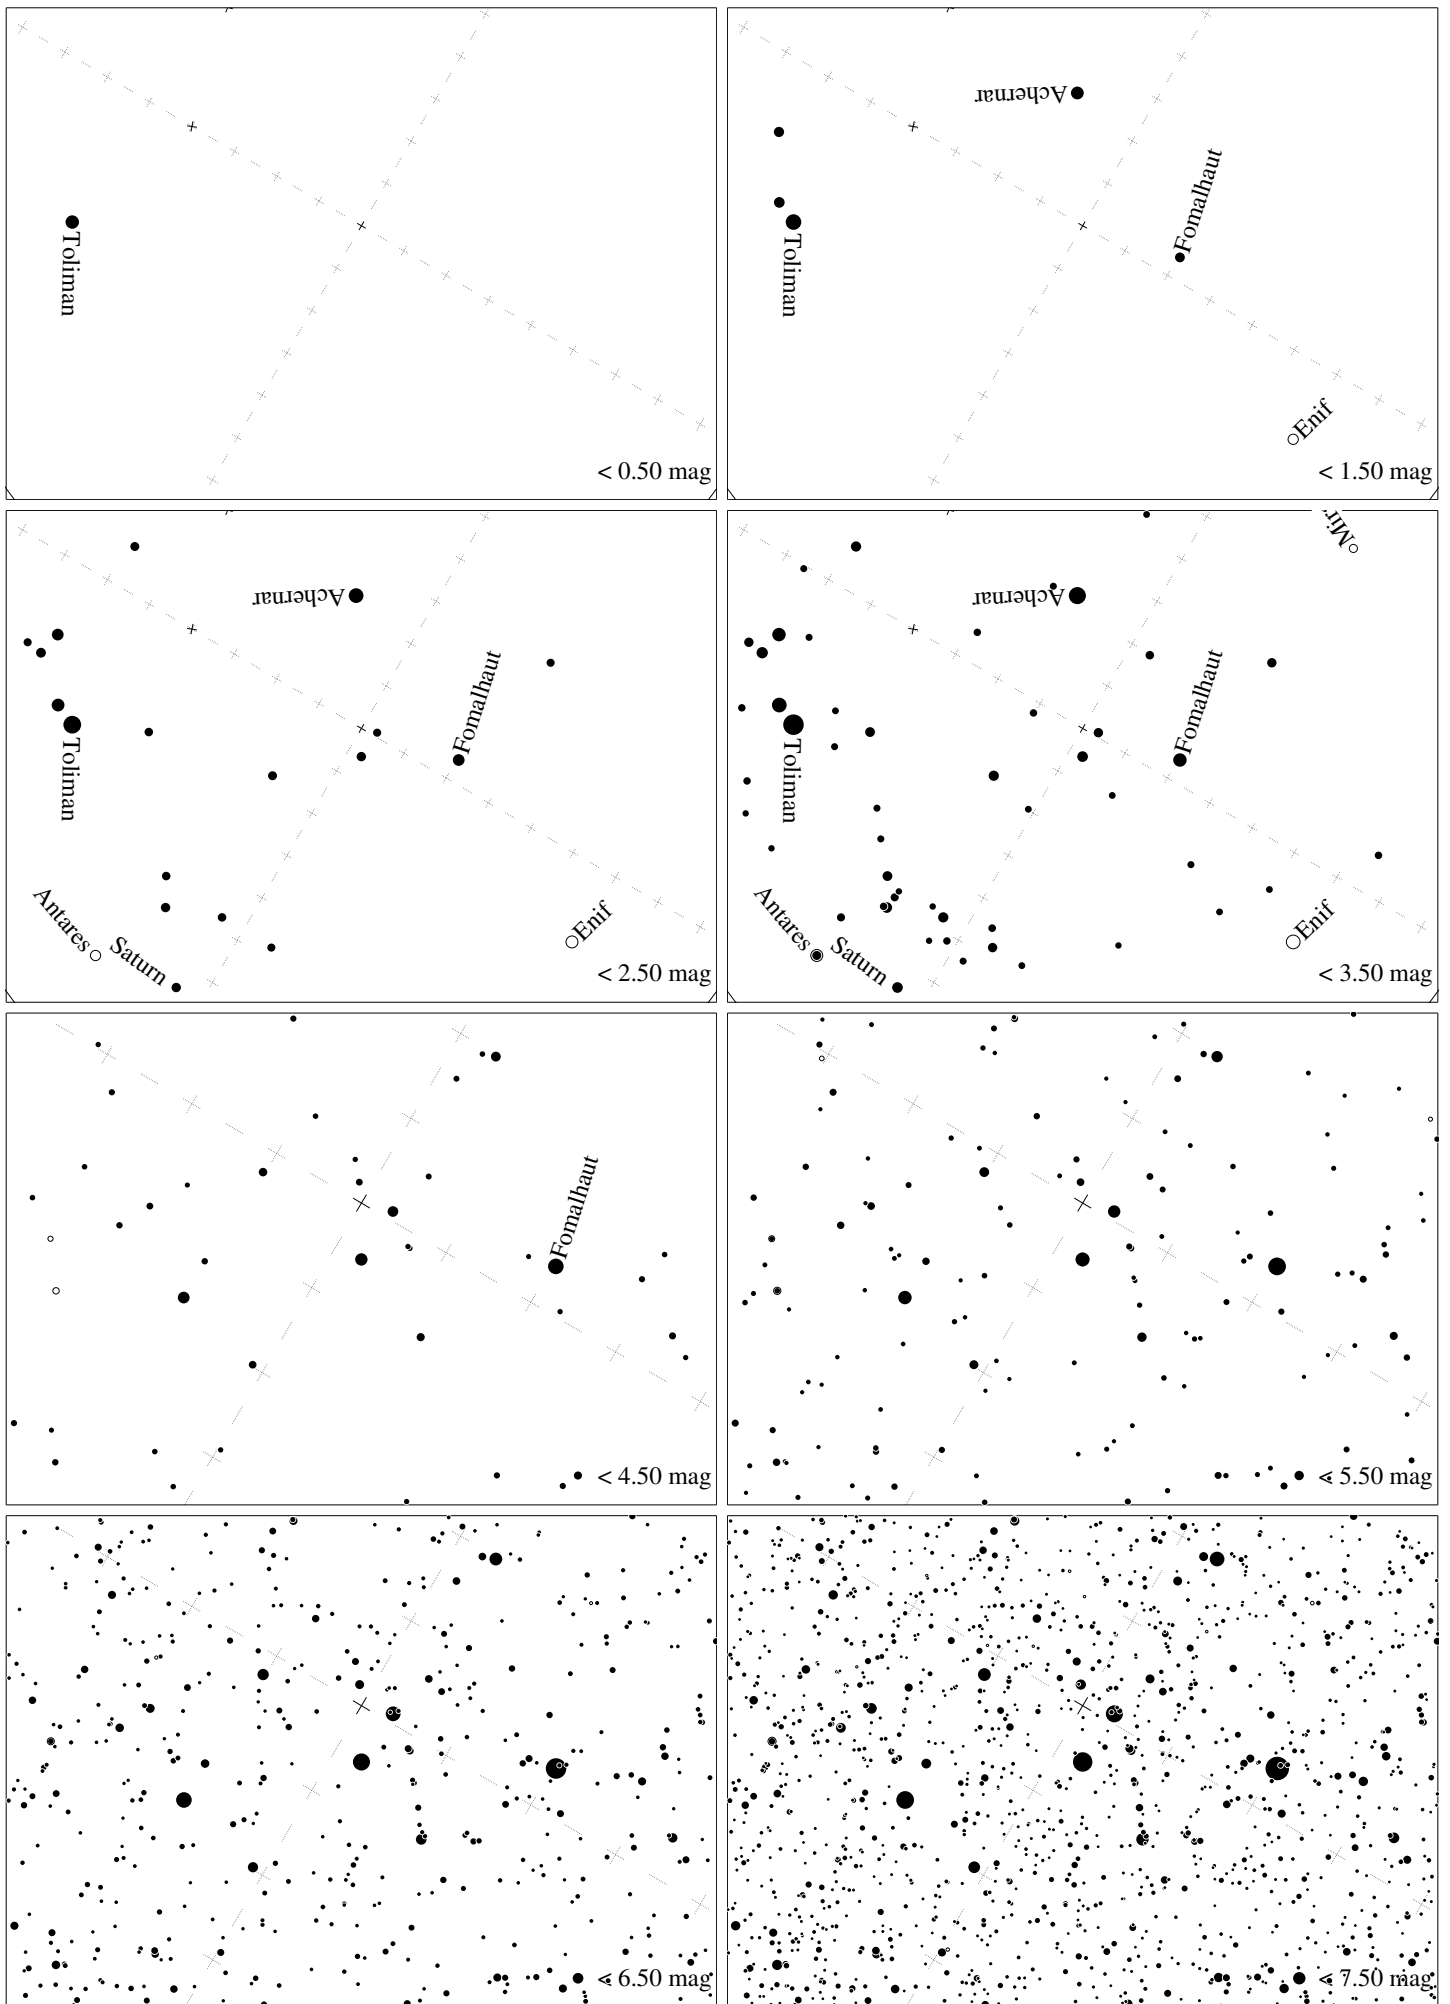 Toliman
< 0.50 mag
Achernar
Fomalhaut
Toliman
Enif
< 1.50 mag
Achernar
Fomalhaut
Toliman
Antares
Saturn
Enif
< 2.50 mag
Mir
Achernar
Fomalhaut
Toliman
Antares
Saturn
Enif
< 3.50 mag
Fomalhaut
< 4.50 mag
< 5.50 mag
< 6.50 mag
< 7.50 mag